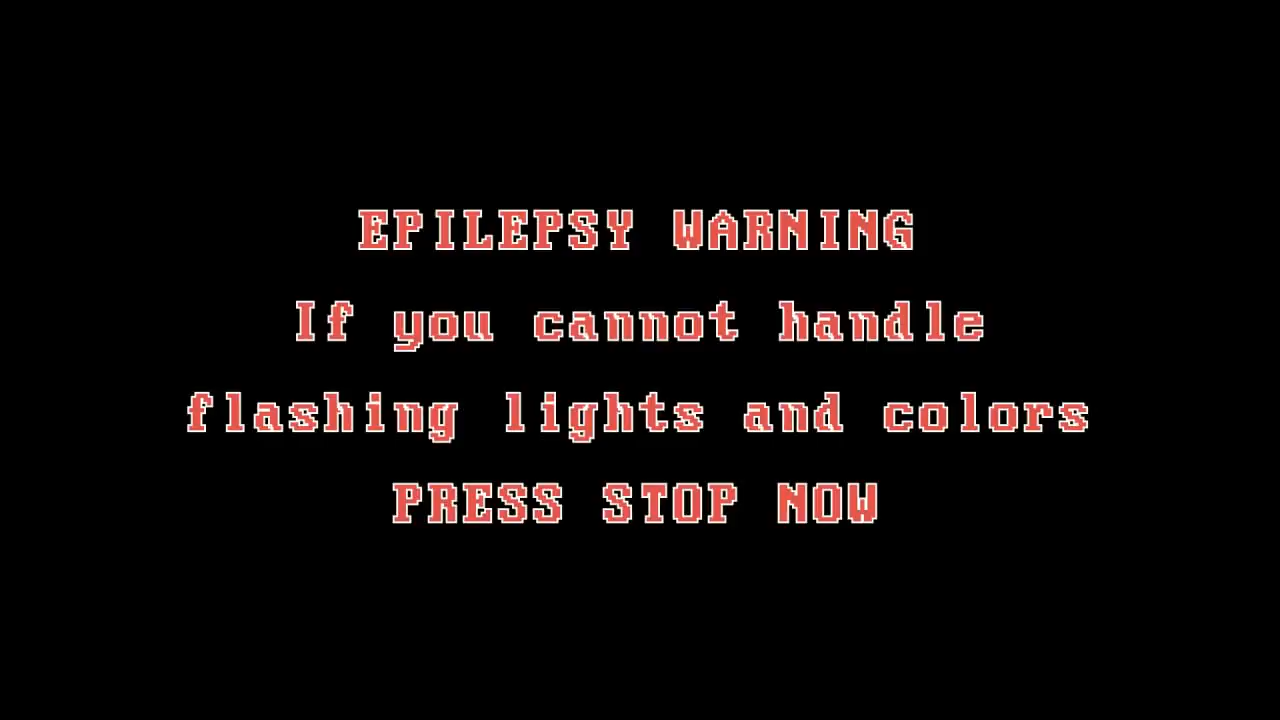 EPILEPSY WARNING
If you cannot handle
flashing lights and colors
PRESS STOP NOW